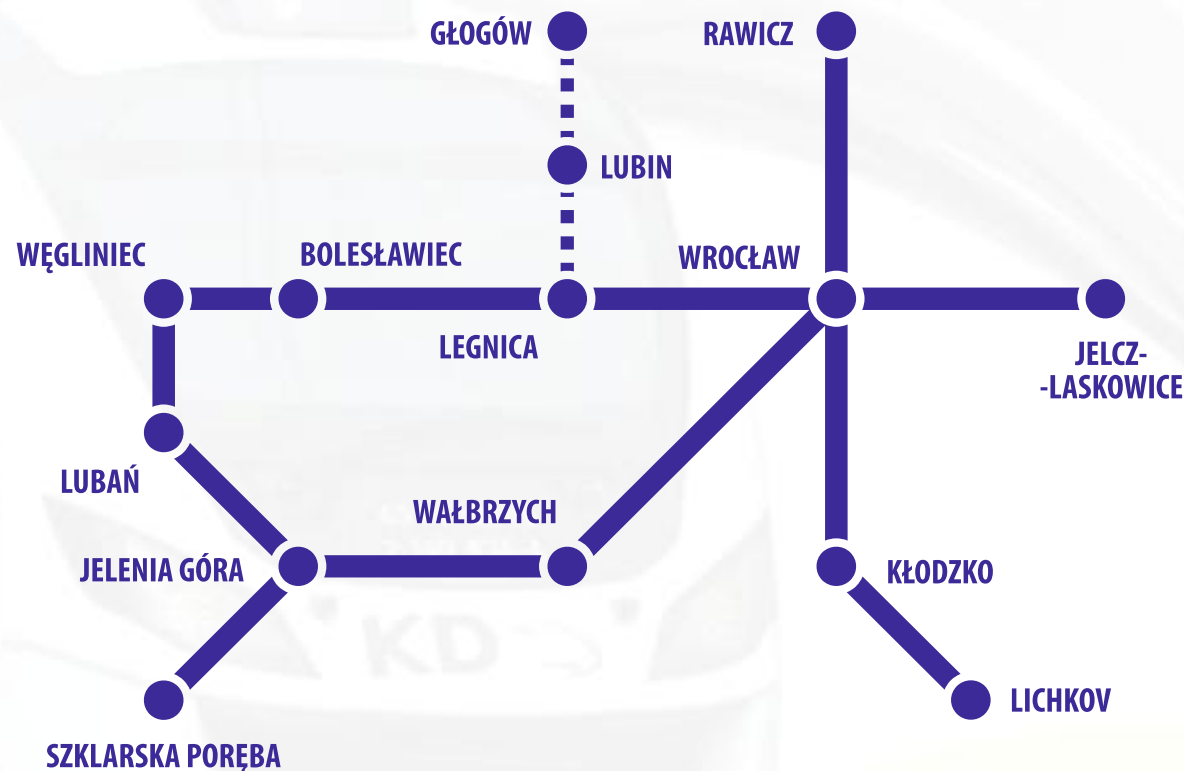 GŁOGÓW
RAWICZ
LUBIN
WĘGLINIEC
BOLESŁAWIEC
WROCŁAW
LEGNICA
JELCZ-
-LASKOWICE
LUBAŃ
WAŁBRZYCH
JELENIA GÓRA
KŁODZKO
KD
LICHKOV
SZKLARSKA PORĘBA